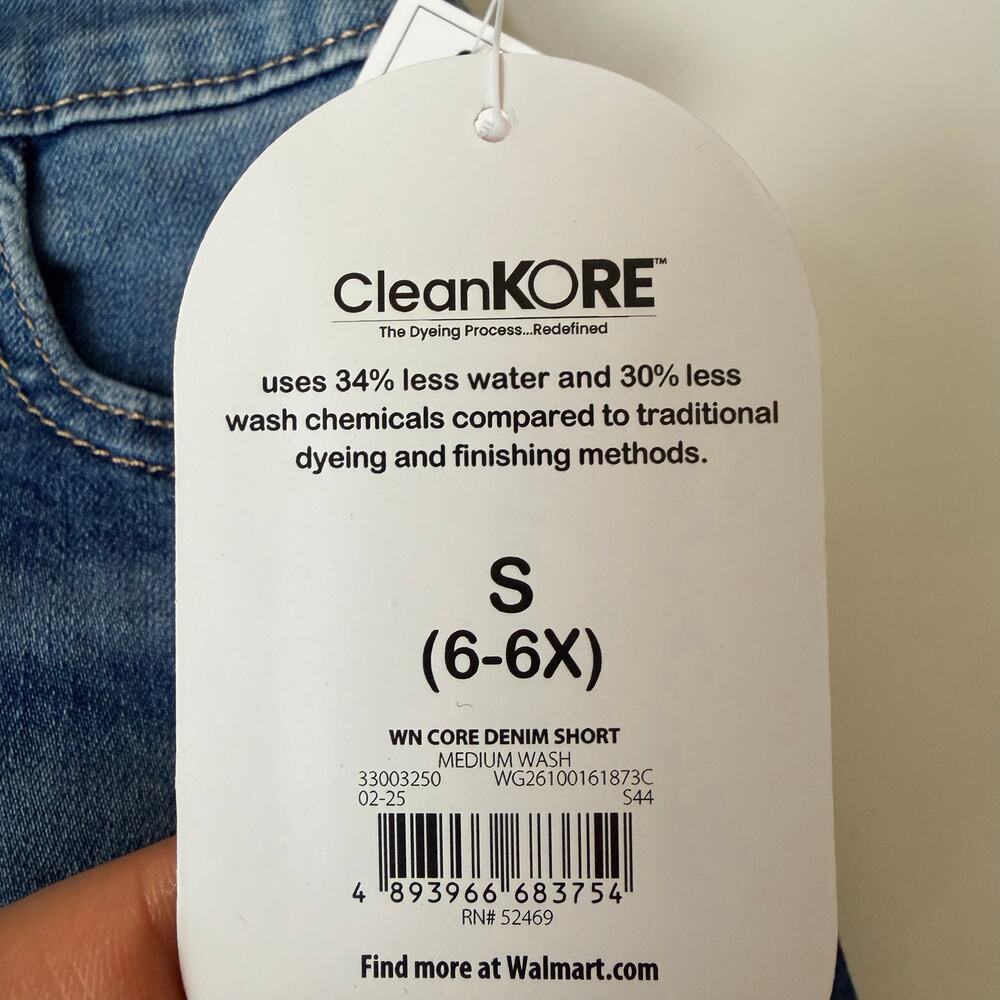 CleanKORE™
The Dyeing Process...Redefined
uses 34% less water and 30% less
wash chemicals compared to traditional
dyeing and finishing methods.
S
(6-6X)
WN CORE DENIM SHORT
MEDIUM WASH
33003250 WG26100161873C
02-25 S44
4 893966 683754
RN# 52469
Find more at Walmart.com